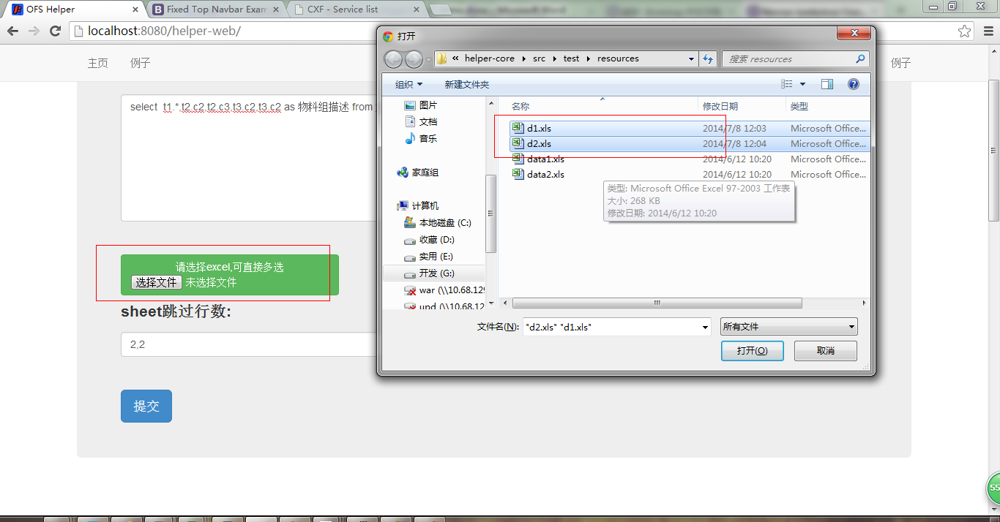 OFS Helper
Fixed Top Navbar Exam
CXF - Service list
localhost:8080/helper-web/
主页 例子
例子
select t1.*,t2.c2,t2.c3,t3.c2,t3.c2 as 物料组描述 from
请选择excel,可直接多选
选择文件 未选择文件
sheet跳过行数:
2,2
提交
打开
« helper-core src test resources
搜索 resources
组织 新建文件夹
图片
文档
音乐
家庭组
计算机
本地磁盘 (C:)
收藏 (D:)
实用 (E:)
开发 (G:)
war (\\10.68.129
upd (\\10.68.12
名称 修改日期 类型
d1.xls 2014/7/8 12:03 Microsoft Office...
d2.xls 2014/7/8 12:04 Microsoft Office...
data1.xls 2014/6/12 10:20 Microsoft Office...
data2.xls 2014/6/12 10:20 Microsoft Office...
类型: Microsoft Office Excel 97-2003 工作表
大小: 268 KB
修改日期: 2014/6/12 10:20
文件名(N): "d2.xls" "d1.xls"
所有文件
打开(O) 取消
55